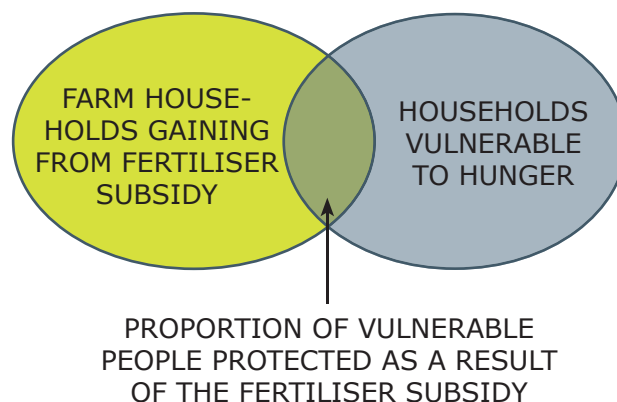 FARM HOUSE-
HOLDS GAINING
FROM FERTILISER
SUBSIDY
HOUSEHOLDS
VULNERABLE
TO HUNGER
PROPORTION OF VULNERABLE
PEOPLE PROTECTED AS A RESULT
OF THE FERTILISER SUBSIDY